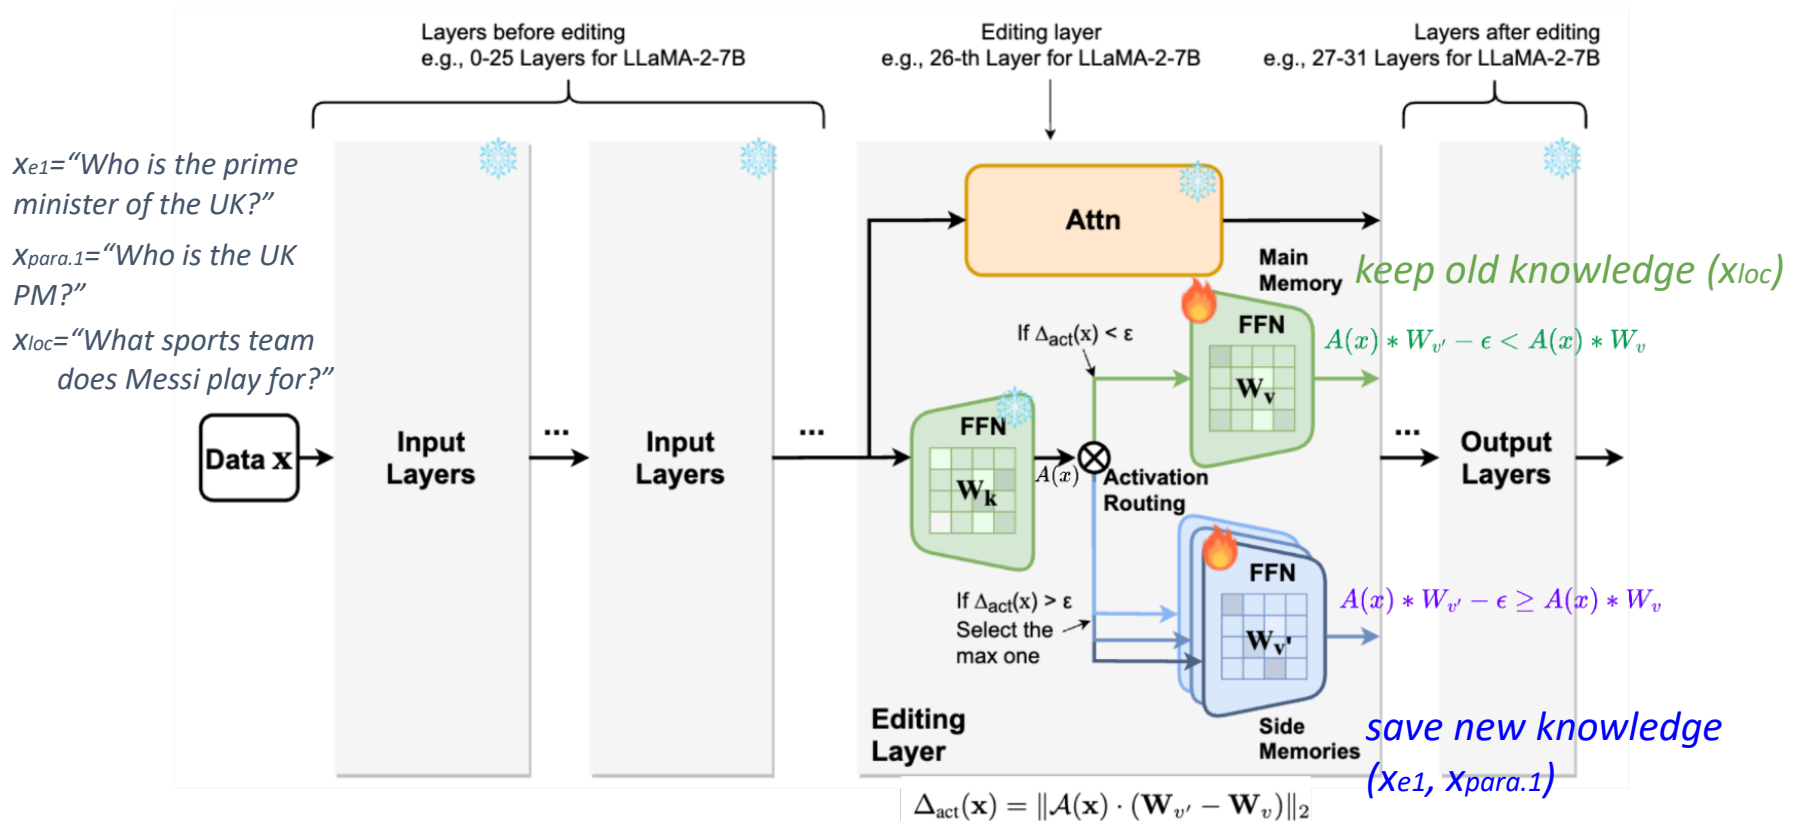 Layers before editing
e.g., 0-25 Layers for LLaMA-2-7B
Editing layer
e.g., 26-th Layer for LLaMA-2-7B
Layers after editing
e.g., 27-31 Layers for LLaMA-2-7B
xe1=“Who is the prime
minister of the UK?”
xpara.1=“Who is the UK
PM?”
xloc=“What sports team
does Messi play for?”
Data x
Input
Layers
...
Input
Layers
...
Attn
Main
Memory
keep old knowledge (xloc)
If Δact(x) < ε
FFN
Wv
A(x) ∗ Wv′ − ϵ < A(x) ∗ Wv
FFN
Wk
A(x)
Activation
Routing
...
Output
Layers
If Δact(x) > ε
Select the
max one
FFN
Wv'
A(x) ∗ Wv′ − ϵ ≥ A(x) ∗ Wv
Editing
Layer
Side
Memories
save new knowledge
(xe1, xpara.1)
Δact(x) = ∥𝒜(x) · (Wv′ − Wv)∥2